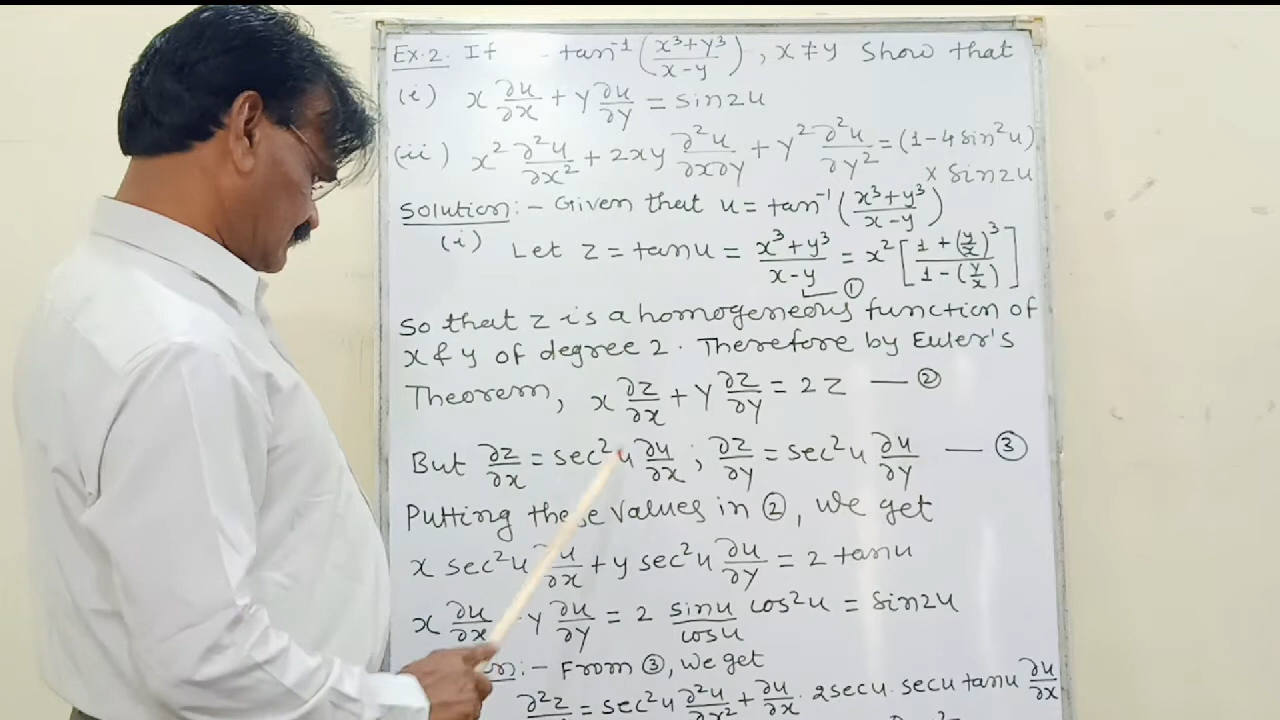 Ex.2. If tan⁻¹ (x³+y³ / x-y), x ≠ y Show that
(i) x ∂u/∂x + y ∂u/∂y = sin2u
(ii) x² ∂²u/∂x² + 2xy ∂²u/∂x∂y + y² ∂²u/∂y² = (1-4 sin²u)
× sin2u
Solution:- Given that u = tan⁻¹ (x³+y³ / x-y)
(i) Let z = tanu = x³+y³ / x-y = x² [1+(y/x)³ / 1-(y/x)]
①
So that z is a homogeneous function of
x & y of degree 2. Therefore by Euler's
Theorem, x ∂z/∂x + y ∂z/∂y = 2z — ②
But ∂z/∂x = sec²u ∂u/∂x ; ∂z/∂y = sec²u ∂u/∂y — ③
Putting these values in ②, we get
x sec²u ∂u/∂x + y sec²u ∂u/∂y = 2 tanu
x ∂u/∂x y ∂u/∂y = 2 sinu/cosu cos²u = sin2u
:- From ③, we get
∂²z = sec²u ∂²u/∂x² + ∂u/∂x . 2secu. secu tanu ∂u/∂x